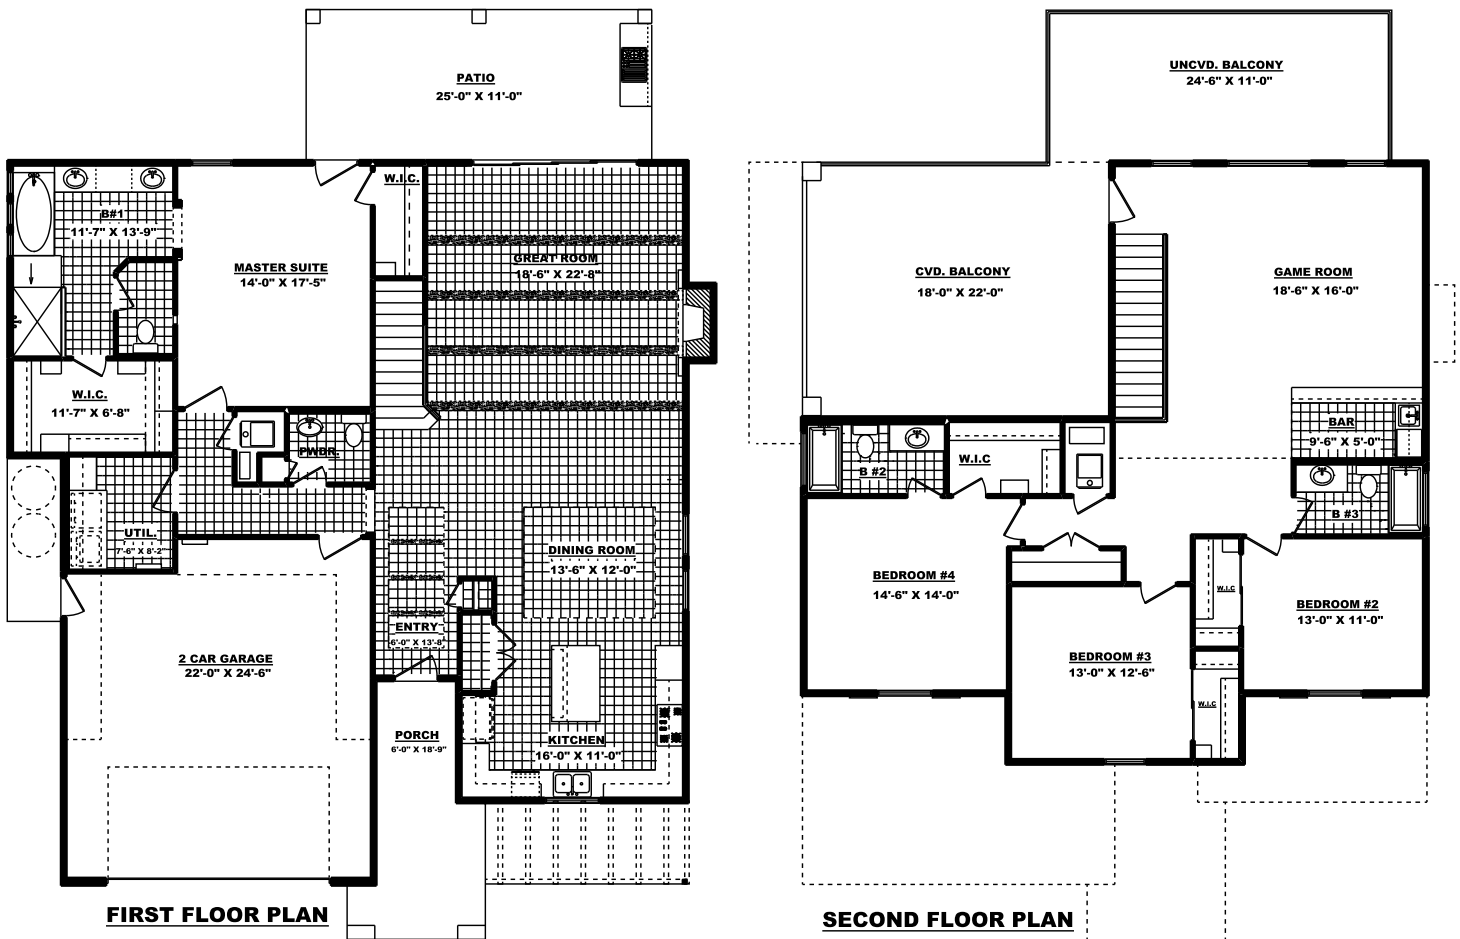 PATIO
25'-0" X 11'-0"
B#1
11'-7" X 13'-9"
W.I.C.
MASTER SUITE
14'-0" X 17'-5"
GREAT ROOM
18'-6" X 22'-8"
W.I.C.
11'-7" X 6'-8"
PWDR.
UTIL.
7'-6" X 8'-2"
DINING ROOM
13'-6" X 12'-0"
ENTRY
6'-0" X 13'-8"
2 CAR GARAGE
22'-0" X 24'-6"
PORCH
6'-0" X 18'-9"
KITCHEN
16'-0" X 11'-0"
FIRST FLOOR PLAN
UNCVD. BALCONY
24'-6" X 11'-0"
CVD. BALCONY
18'-0" X 22'-0"
GAME ROOM
18'-6" X 16'-0"
BAR
9'-6" X 5'-0"
B #2
W.I.C
B #3
BEDROOM #4
14'-6" X 14'-0"
W.I.C
BEDROOM #2
13'-0" X 11'-0"
BEDROOM #3
13'-0" X 12'-6"
W.I.C
SECOND FLOOR PLAN